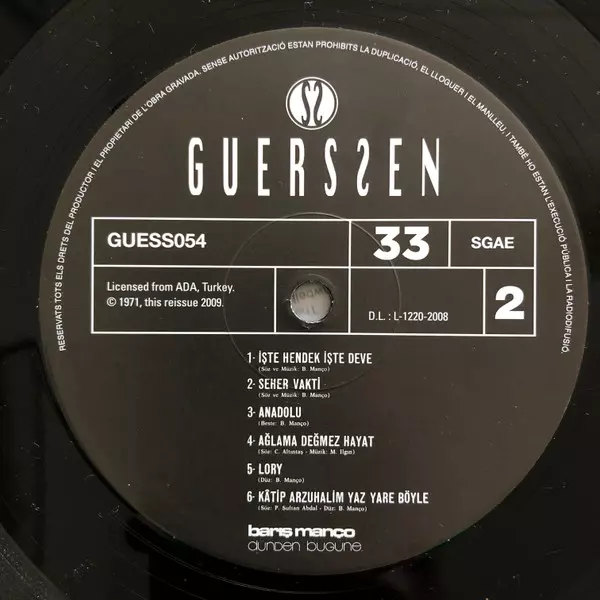 RESERVATS TOTS ELS DRETS DEL PRODUCTOR I EL PROPIETARI DE L'OBRA GRAVADA. SENSE AUTORITZACIÓ ESTAN PROHIBITS LA DUPLICACIÓ, EL LLOGUER I EL MANLLEU, I TAMBÉ HO ESTAN L'EXECUCIÓ PÚBLICA I LA RADIODIFUSIÓ.
GUERSSEN
GUESS054
33
SGAE
Licensed from ADA, Turkey.
© 1971, this reissue 2009.
D.L. : L-1220-2008
2
1- İŞTE HENDEK İŞTE DEVE
(Söz ve Müzik: B. Manço)
2- SEHER VAKTİ
(Söz ve Müzik: B. Manço)
3- ANADOLU
(Beste: B. Manço)
4- AĞLAMA DEĞMEZ HAYAT
(Söz: C. Altıntaş - Müzik: M. Ilgın)
5- LORY
(Düz: B. Manço)
6- KÂTİP ARZUHALİM YAZ YARE BÖYLE
(Söz: P. Sultan Abdal - Düz: B. Manço)
barış manço
dünden bugüne.